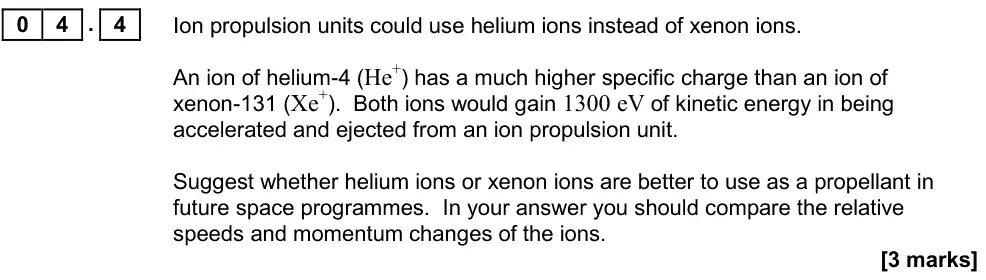 0 4 . 4 Ion propulsion units could use helium ions instead of xenon ions.
An ion of helium-4 (He⁺) has a much higher specific charge than an ion of
xenon-131 (Xe⁺). Both ions would gain 1300 eV of kinetic energy in being
accelerated and ejected from an ion propulsion unit.
Suggest whether helium ions or xenon ions are better to use as a propellant in
future space programmes. In your answer you should compare the relative
speeds and momentum changes of the ions.
[3 marks]